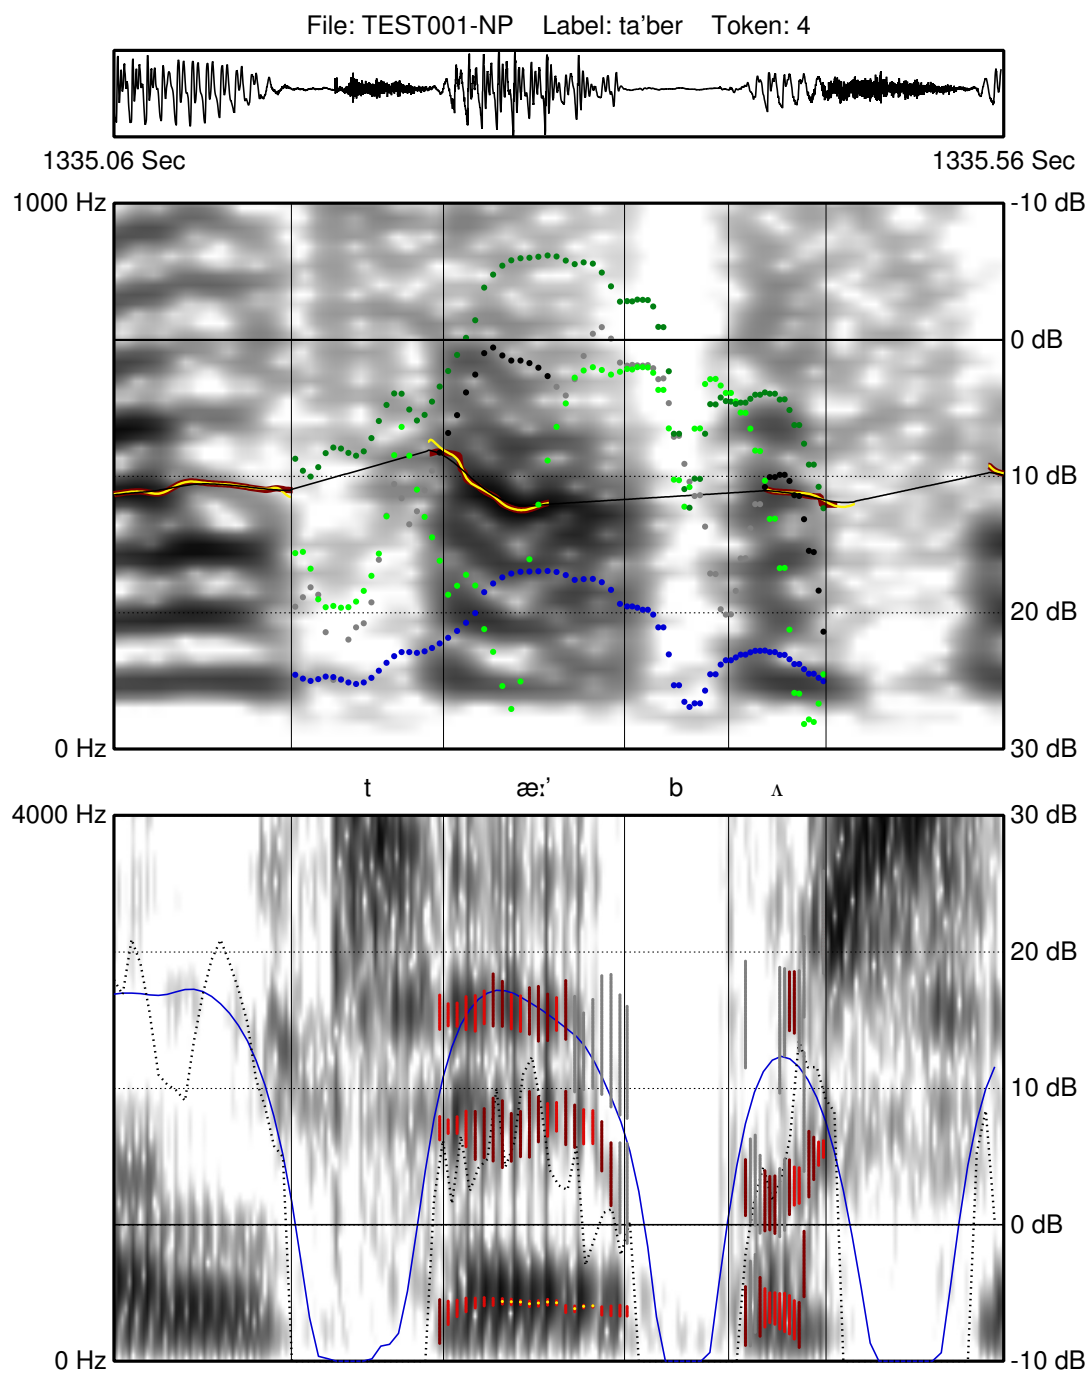 File: TEST001-NP Label: ta'ber Token: 4
1335.06 Sec 1335.56 Sec
1000 Hz -10 dB
0 dB
10 dB
20 dB
0 Hz 30 dB
t æː' b ʌ
4000 Hz 30 dB
20 dB
10 dB
0 dB
0 Hz -10 dB